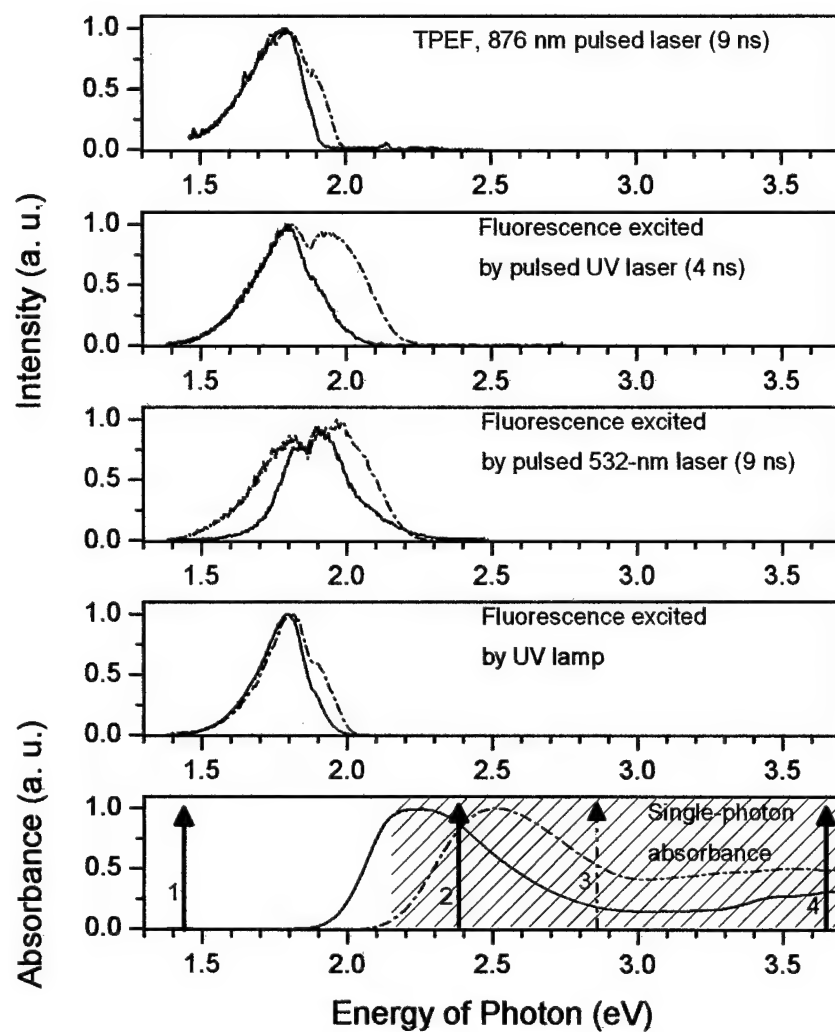 TPEF, 876 nm pulsed laser (9 ns)
1.0
0.5
0.0
1.5 2.0 2.5 3.0 3.5
Intensity (a. u.)
Fluorescence excited
by pulsed UV laser (4 ns)
1.0
0.5
0.0
1.5 2.0 2.5 3.0 3.5
Fluorescence excited
by pulsed 532-nm laser (9 ns)
1.0
0.5
0.0
1.5 2.0 2.5 3.0 3.5
Fluorescence excited
by UV lamp
1.0
0.5
0.0
1.5 2.0 2.5 3.0 3.5
Absorbance (a. u.)
Single-photon
absorbance
1.0
0.5
0.0
1 2 3 4
1.5 2.0 2.5 3.0 3.5
Energy of Photon (eV)